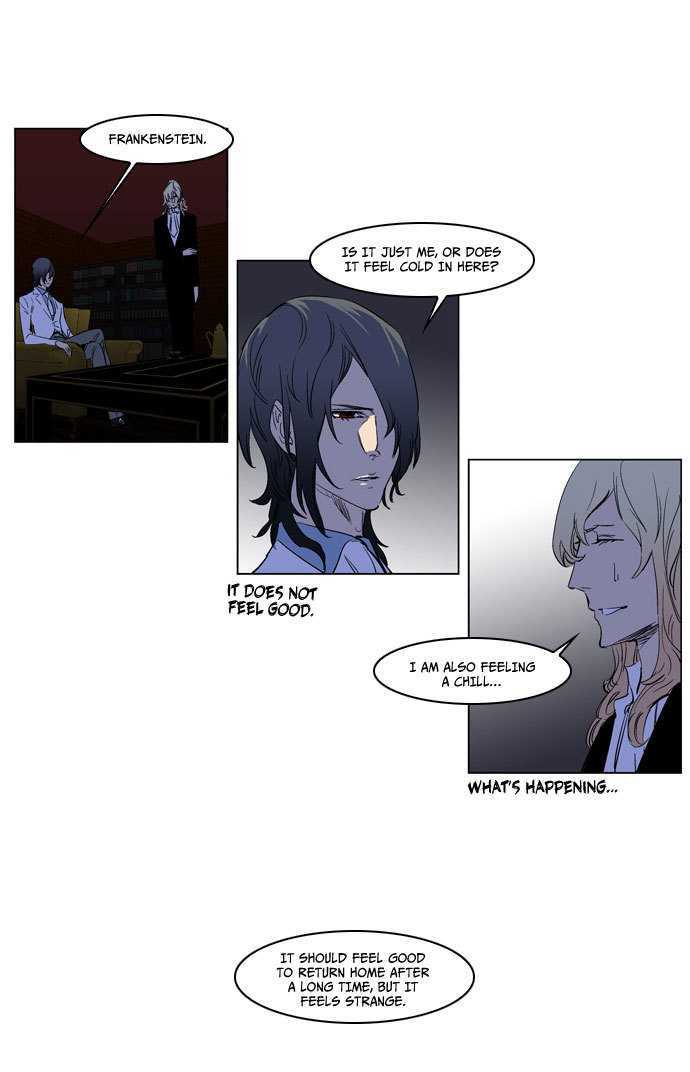 FRANKENSTEIN.
IS IT JUST ME, OR DOES
IT FEEL COLD IN HERE?
IT DOES NOT
FEEL GOOD.
I AM ALSO FEELING
A CHILL...
WHAT'S HAPPENING...
IT SHOULD FEEL GOOD
TO RETURN HOME AFTER
A LONG TIME, BUT IT
FEELS STRANGE.